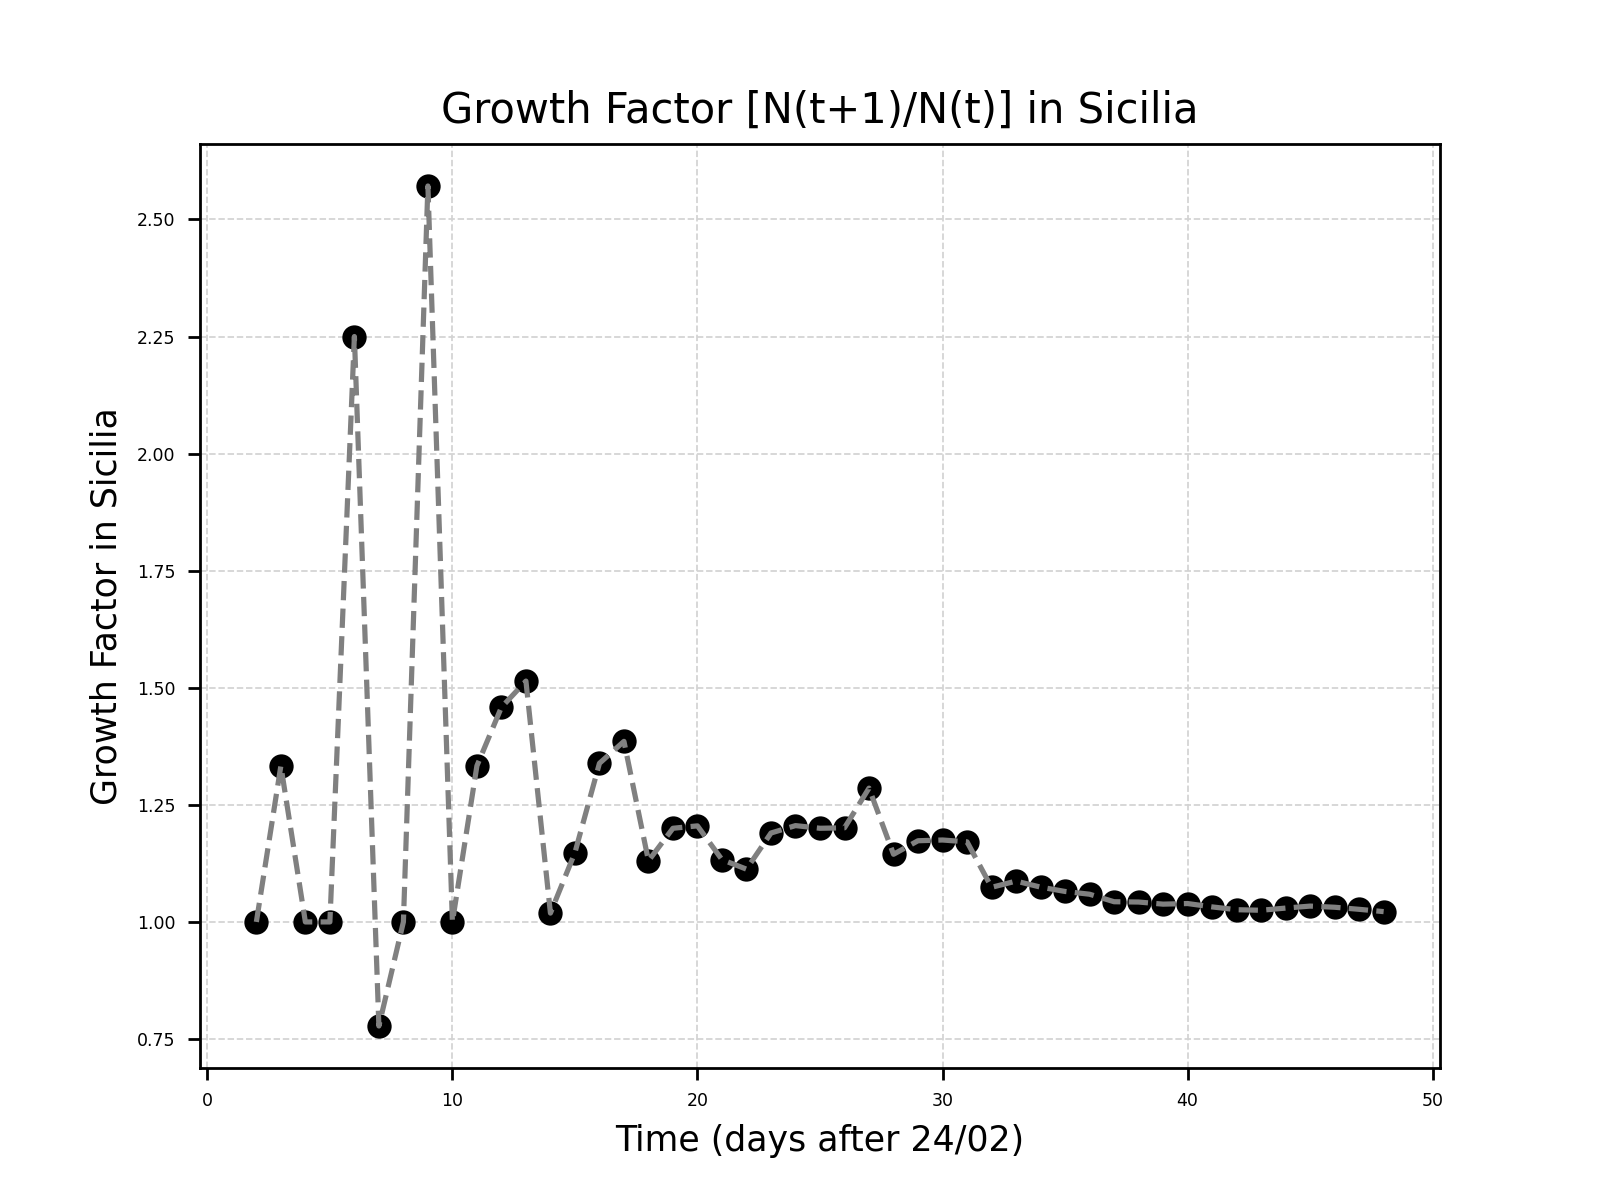 Growth Factor [N(t+1)/N(t)] in Sicilia
Growth Factor in Sicilia
2.50
2.25
2.00
1.75
1.50
1.25
1.00
0.75
0 10 20 30 40 50
Time (days after 24/02)